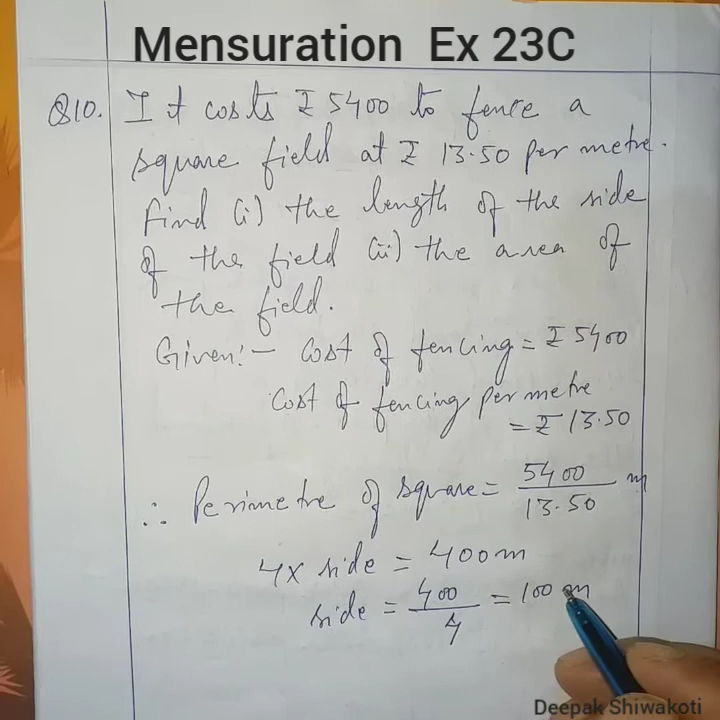 Mensuration Ex 23C
Q10. It costs ₹ 5400 to fence a
square field at ₹ 13.50 per metre.
find (i) the length of the side
of the field (ii) the area of
the field.
Given:- Cost of fencing = ₹ 5400
Cost of fencing per metre
= ₹ 13.50
∴ Perimetre of square = 5400/13.50 m
4x side = 400m
side = 400/4 = 100 m
Deepak Shiwakoti